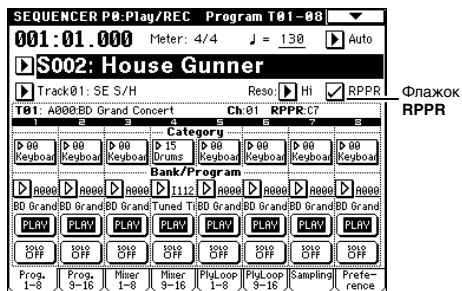 SEQUENCER P0:Play/REC Program T01-08
001:01.000 Meter: 4/4 ♩= 130 Auto
S002: House Gunner
Track01: SE S/H Reso: Hi RPPR
Флажок
RPPR
T01: A000:BD Grand Concert Ch:01 RPPR:C7
1 2 3 4 5 6 7 8
Category
00 00 00 15 00 00 00 00
Keyboar Keyboar Keyboar Drums Keyboar Keyboar Keyboar Keyboar
Bank/Program
A000 A000 A000 I112 A000 A000 A000 A000
BD Grand BD Grand BD Grand Tuned Ti BD Grand BD Grand BD Grand BD Grand
PLAY PLAY PLAY PLAY PLAY PLAY PLAY PLAY
SOLO SOLO SOLO SOLO SOLO SOLO SOLO SOLO
OFF OFF OFF OFF OFF OFF OFF OFF
Prog. Prog. Mixer Mixer PlyLoop PlyLoop Sampling Prefe-
1-8 9-16 1-8 9-16 1-8 9-16 rence